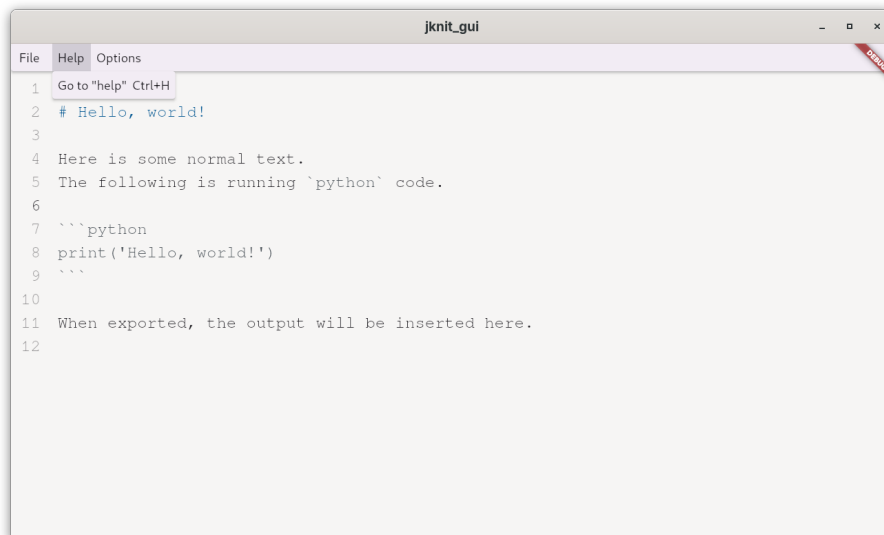 jknit_gui
File Help Options
DEBUG
Go to "help" Ctrl+H
1
2 # Hello, world!
3
4 Here is some normal text.
5 The following is running `python` code.
6
7 ```python
8 print('Hello, world!')
9 ```
10
11 When exported, the output will be inserted here.
12